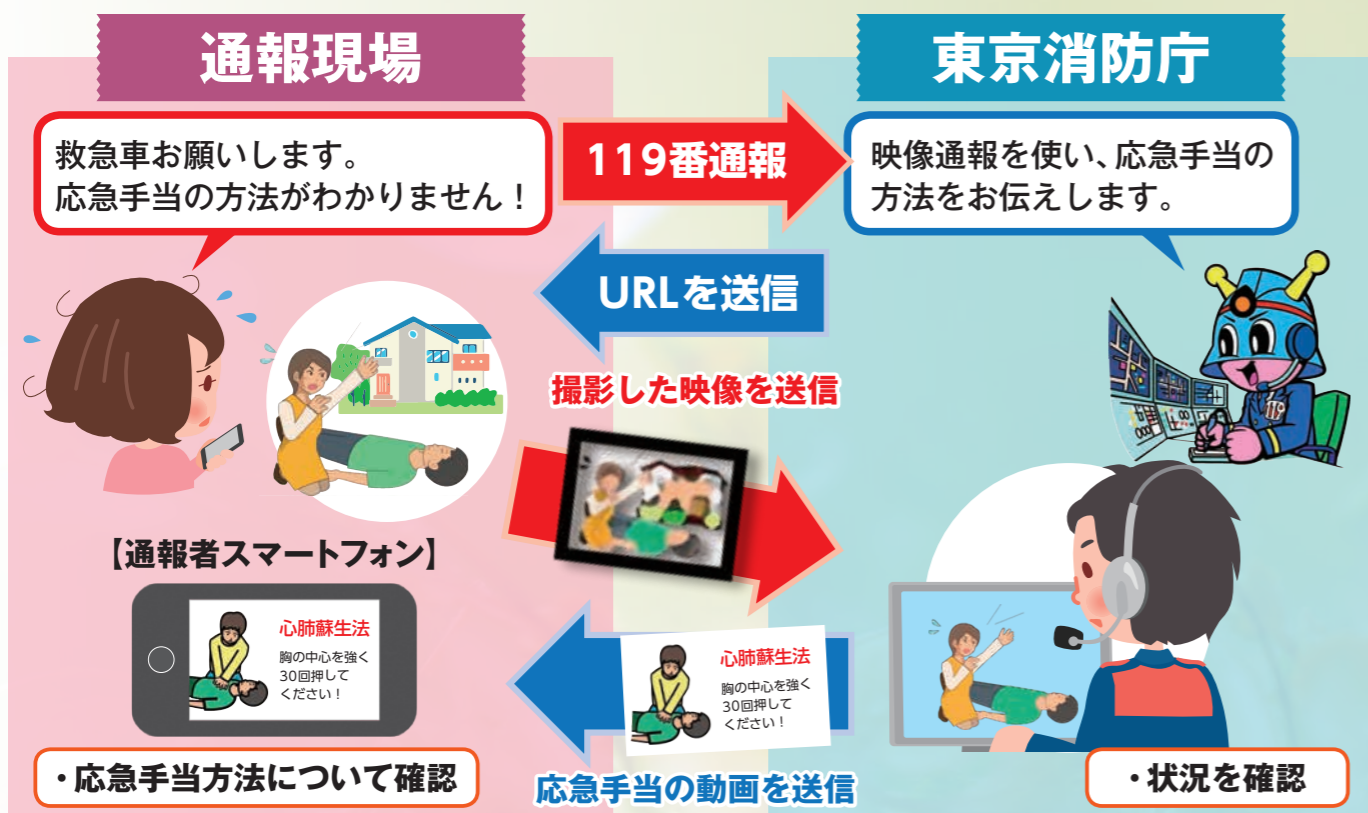 通報現場
東京消防庁
救急車お願いします。
応急手当の方法がわかりません！
119番通報
映像通報を使い、応急手当の
方法をお伝えします。
URLを送信
撮影した映像を送信
【通報者スマートフォン】
心肺蘇生法
胸の中心を強く
30回押して
ください！
心肺蘇生法
胸の中心を強く
30回押して
ください！
・応急手当方法について確認
応急手当の動画を送信
・状況を確認